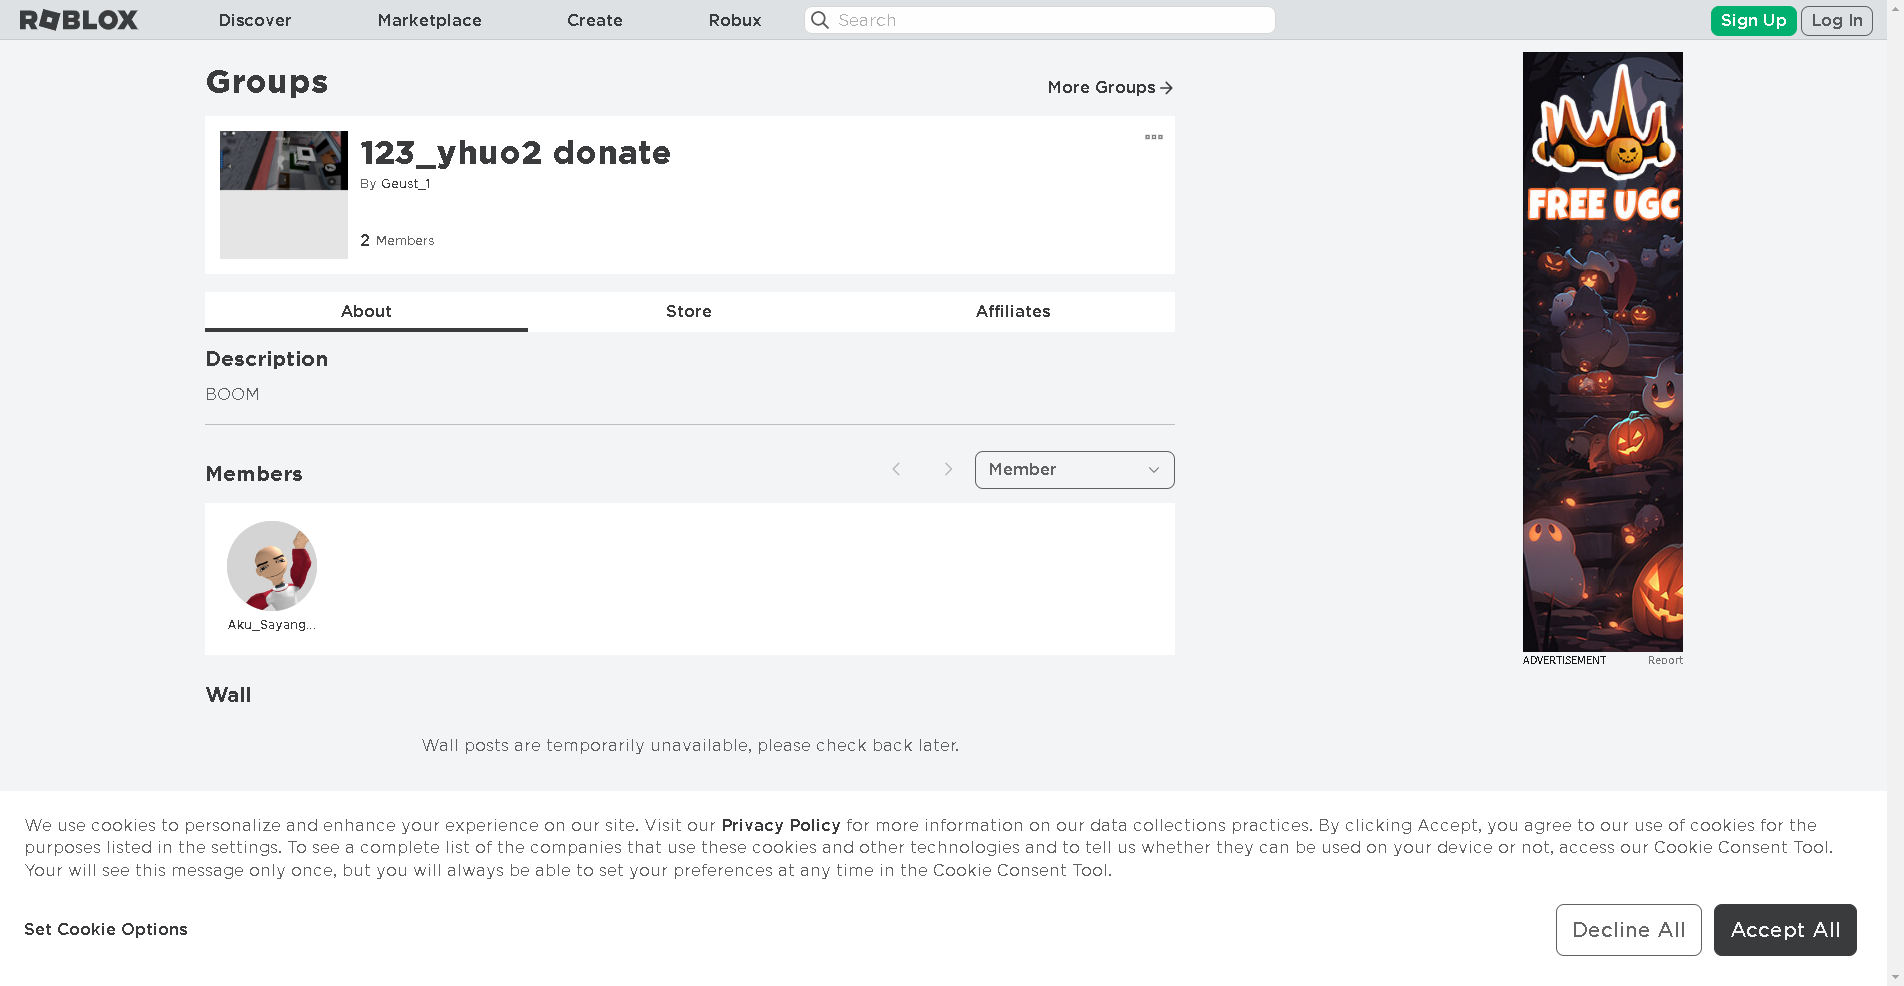 ROBLOX Discover Marketplace Create Robux Search Sign Up Log In
Groups
More Groups
123_yhuo2 donate
By Geust_1
2 Members
About Store Affiliates
Description
BOOM
Members
Member
Aku_Sayang...
Wall
Wall posts are temporarily unavailable, please check back later.
FREE UGC
ADVERTISEMENT Report
We use cookies to personalize and enhance your experience on our site. Visit our Privacy Policy for more information on our data collections practices. By clicking Accept, you agree to our use of cookies for the
purposes listed in the settings. To see a complete list of the companies that use these cookies and other technologies and to tell us whether they can be used on your device or not, access our Cookie Consent Tool.
Your will see this message only once, but you will always be able to set your preferences at any time in the Cookie Consent Tool.
Set Cookie Options
Decline All Accept All